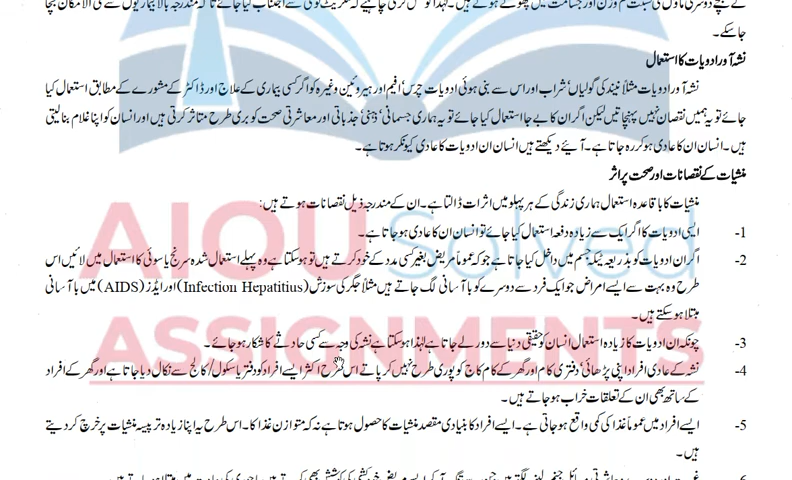 کے بچے دوسری ماؤں کی نسبت کم وزن اور جسامت میں چھوٹے ہوتے ہیں۔ لہٰذا کوشش کرنی چاہیے کہ سگریٹ نوشی سے اجتناب کیا جائے تاکہ مندرجہ بالا بیماریوں سے حتی الامکان بچا
جا سکے۔
نشہ آور ادویات کا استعمال
نشہ آور ادویات مثلاً نیند کی گولیاں' شراب اور اس سے بنی ہوئی ادویات چرس' افیم اور ہیروئین وغیرہ کو اگر کسی بیماری کے علاج اور ڈاکٹر کے مشورے کے مطابق استعمال کیا
جائے تو یہ ہمیں نقصان نہیں پہنچاتیں لیکن اگر ان کا بے جا استعمال کیا جائے تو یہ ہماری جسمانی' ذہنی' جذباتی اور معاشرتی صحت کو بری طرح متاثر کرتی ہیں اور انسان کو اپنا غلام بنا لیتی
ہیں۔ انسان ان کا عادی ہو کر رہ جاتا ہے۔ آیئے دیکھتے ہیں انسان ان ادویات کا عادی کیونکر ہوتا ہے۔
منشیات کے نقصانات اور صحت پر اثر
منشیات کا باقاعدہ استعمال ہماری زندگی کے ہر پہلو میں اثرات ڈالتا ہے۔ ان کے مندرجہ ذیل نقصانات ہوتے ہیں:
1- ایسی ادویات کا اگر ایک سے زیادہ دفعہ استعمال کیا جائے تو انسان ان کا عادی ہو جاتا ہے۔
2- اگر ان ادویات کو بذریعہ ٹیکہ جسم میں داخل کیا جاتا ہے جو کہ عموماً مریض بغیر کسی مدد کے خود کرتے ہیں تو ہو سکتا ہے وہ پہلے استعمال شدہ سرنج یا سوئی کا استعمال میں لائیں اس
طرح وہ بہت سے ایسے امراض جو ایک فرد سے دوسرے کو با آسانی لگ جاتے ہیں مثلاً جگر کی سوزش (Infection Hepatitius) اور ایڈز (AIDS) میں با آسانی
مبتلا ہو سکتے ہیں۔
3- چونکہ ان ادویات کا زیادہ استعمال انسان کو حقیقی دنیا سے دور لے جاتا ہے لہٰذا ہو سکتا ہے نشہ کی وجہ سے کسی حادثے کا شکار ہو جائے۔
4- نشہ کے عادی افراد اپنی پڑھائی' دفتری کام اور گھر کے کام کاج کو پوری طرح نہیں کر پاتے اس طرح اکثر ایسے افراد کو دفتر یا سکول/کالج سے نکال دیا جاتا ہے اور گھر کے افراد
کے ساتھ بھی ان کے تعلقات خراب ہو جاتے ہیں۔
5- ایسے افراد میں عموماً غذا کی کمی واقع ہو جاتی ہے۔ ایسے افراد کا بنیادی مقصد منشیات کا حصول ہوتا ہے نہ کہ متوازن غذا کا۔ اس طرح یہ اپنا زیادہ تر پیسہ منشیات پر خرچ کر دیتے
ہیں۔
6-
AIOU Solved
ASSIGNMENTS